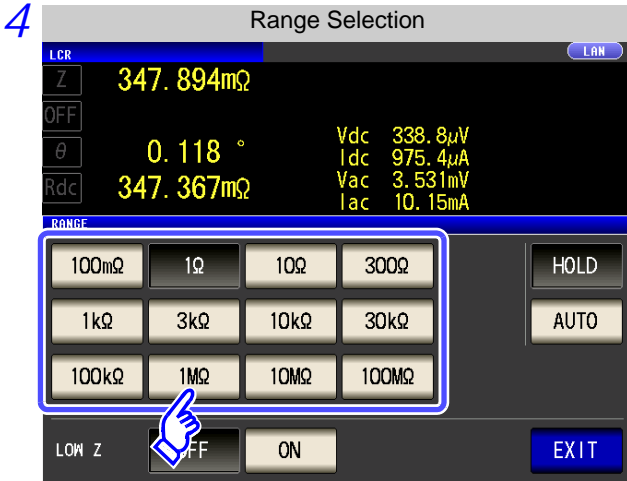 4
Range Selection
LCR
LAN
Z 347.894mΩ
OFF
θ 0.118 °
Rdc 347.367mΩ
Vdc 338.8μV
Idc 975.4μA
Vac 3.531mV
Iac 10.15mA
RANGE
100mΩ 1Ω 10Ω 300Ω HOLD
1kΩ 3kΩ 10kΩ 30kΩ AUTO
100kΩ 1MΩ 10MΩ 100MΩ
LOW Z OFF ON EXIT